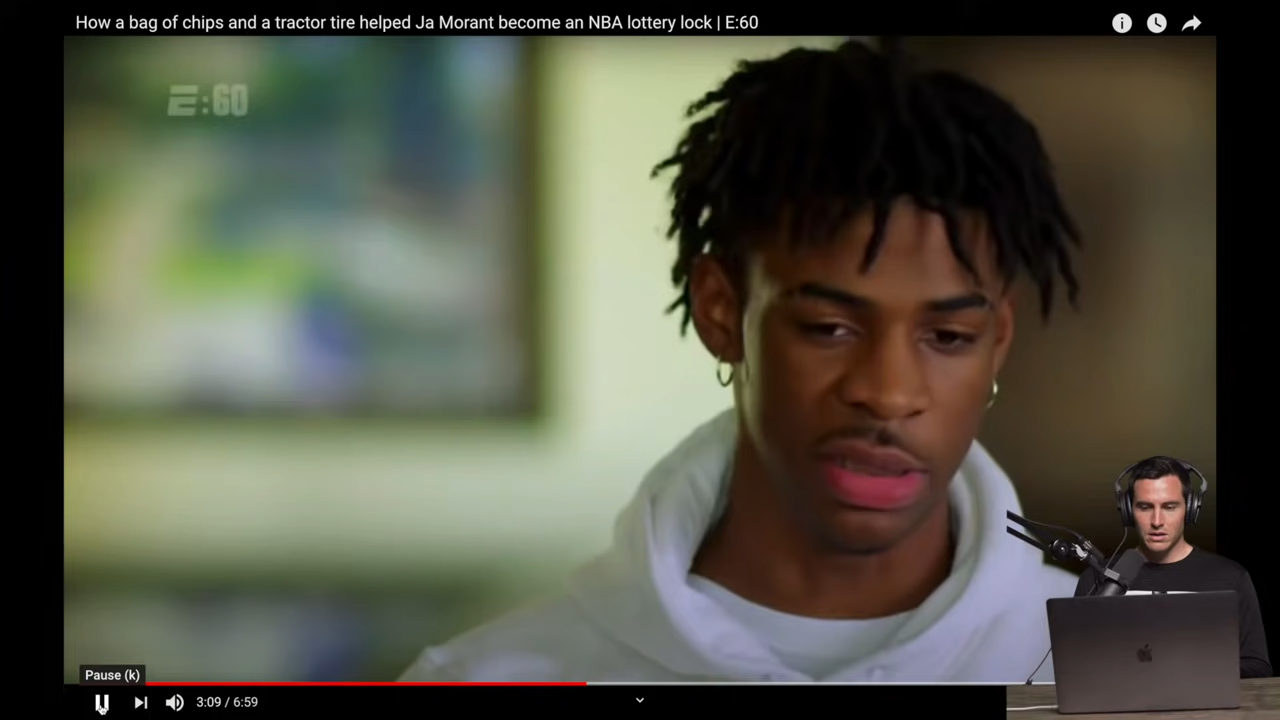 How a bag of chips and a tractor tire helped Ja Morant become an NBA lottery lock | E:60
E:60
Pause (k)
3:09 / 6:59